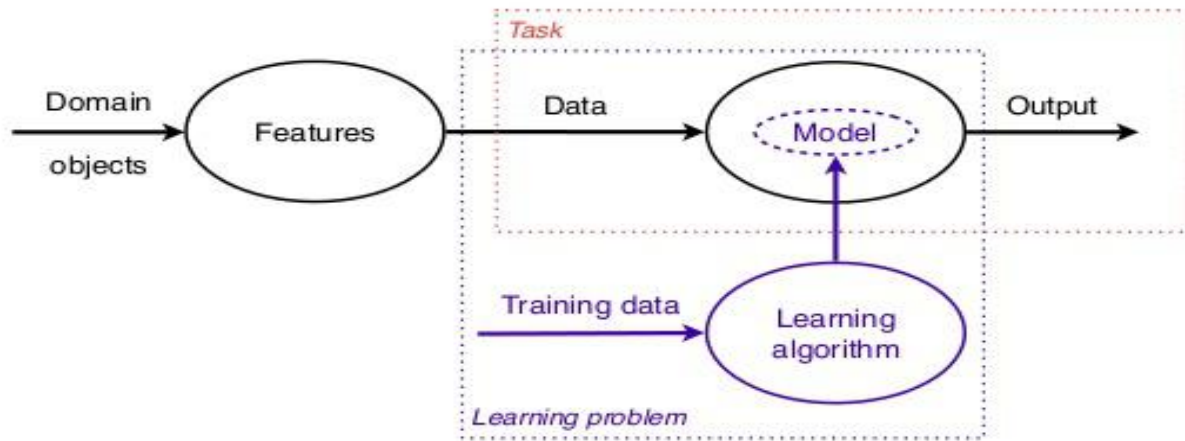 Task
Domain
objects
Features
Data
Model
Output
Training data
Learning
algorithm
Learning problem